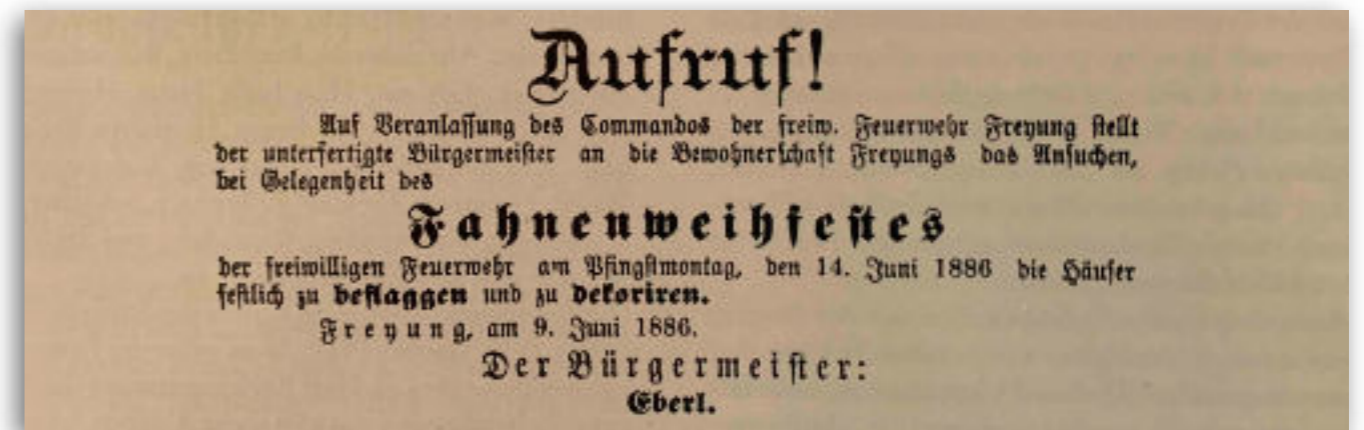 Aufruf!
Auf Veranlassung des Commandos der freiw. Feuerwehr Freyung stellt
der unterfertigte Bürgermeister an die Bewohnerschaft Freyungs das Ansuchen,
bei Gelegenheit des
Fahnenweihfestes
der freiwilligen Feuerwehr am Pfingstmontag, den 14. Juni 1886 die Häuser
festlich zu beflaggen und zu dekoriren.
Freyung, am 9. Juni 1886.
Der Bürgermeister:
Eberl.